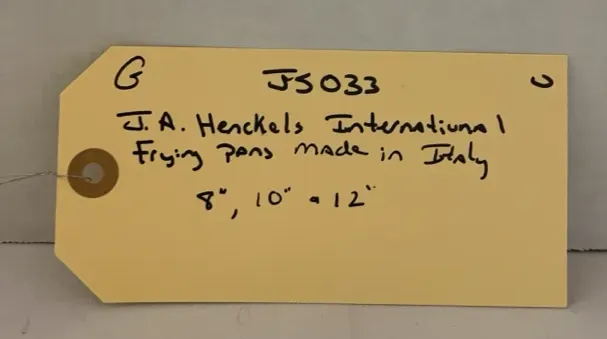 G JS033 U
J.A. Henckels International
Frying pans made in Italy
8", 10" & 12"